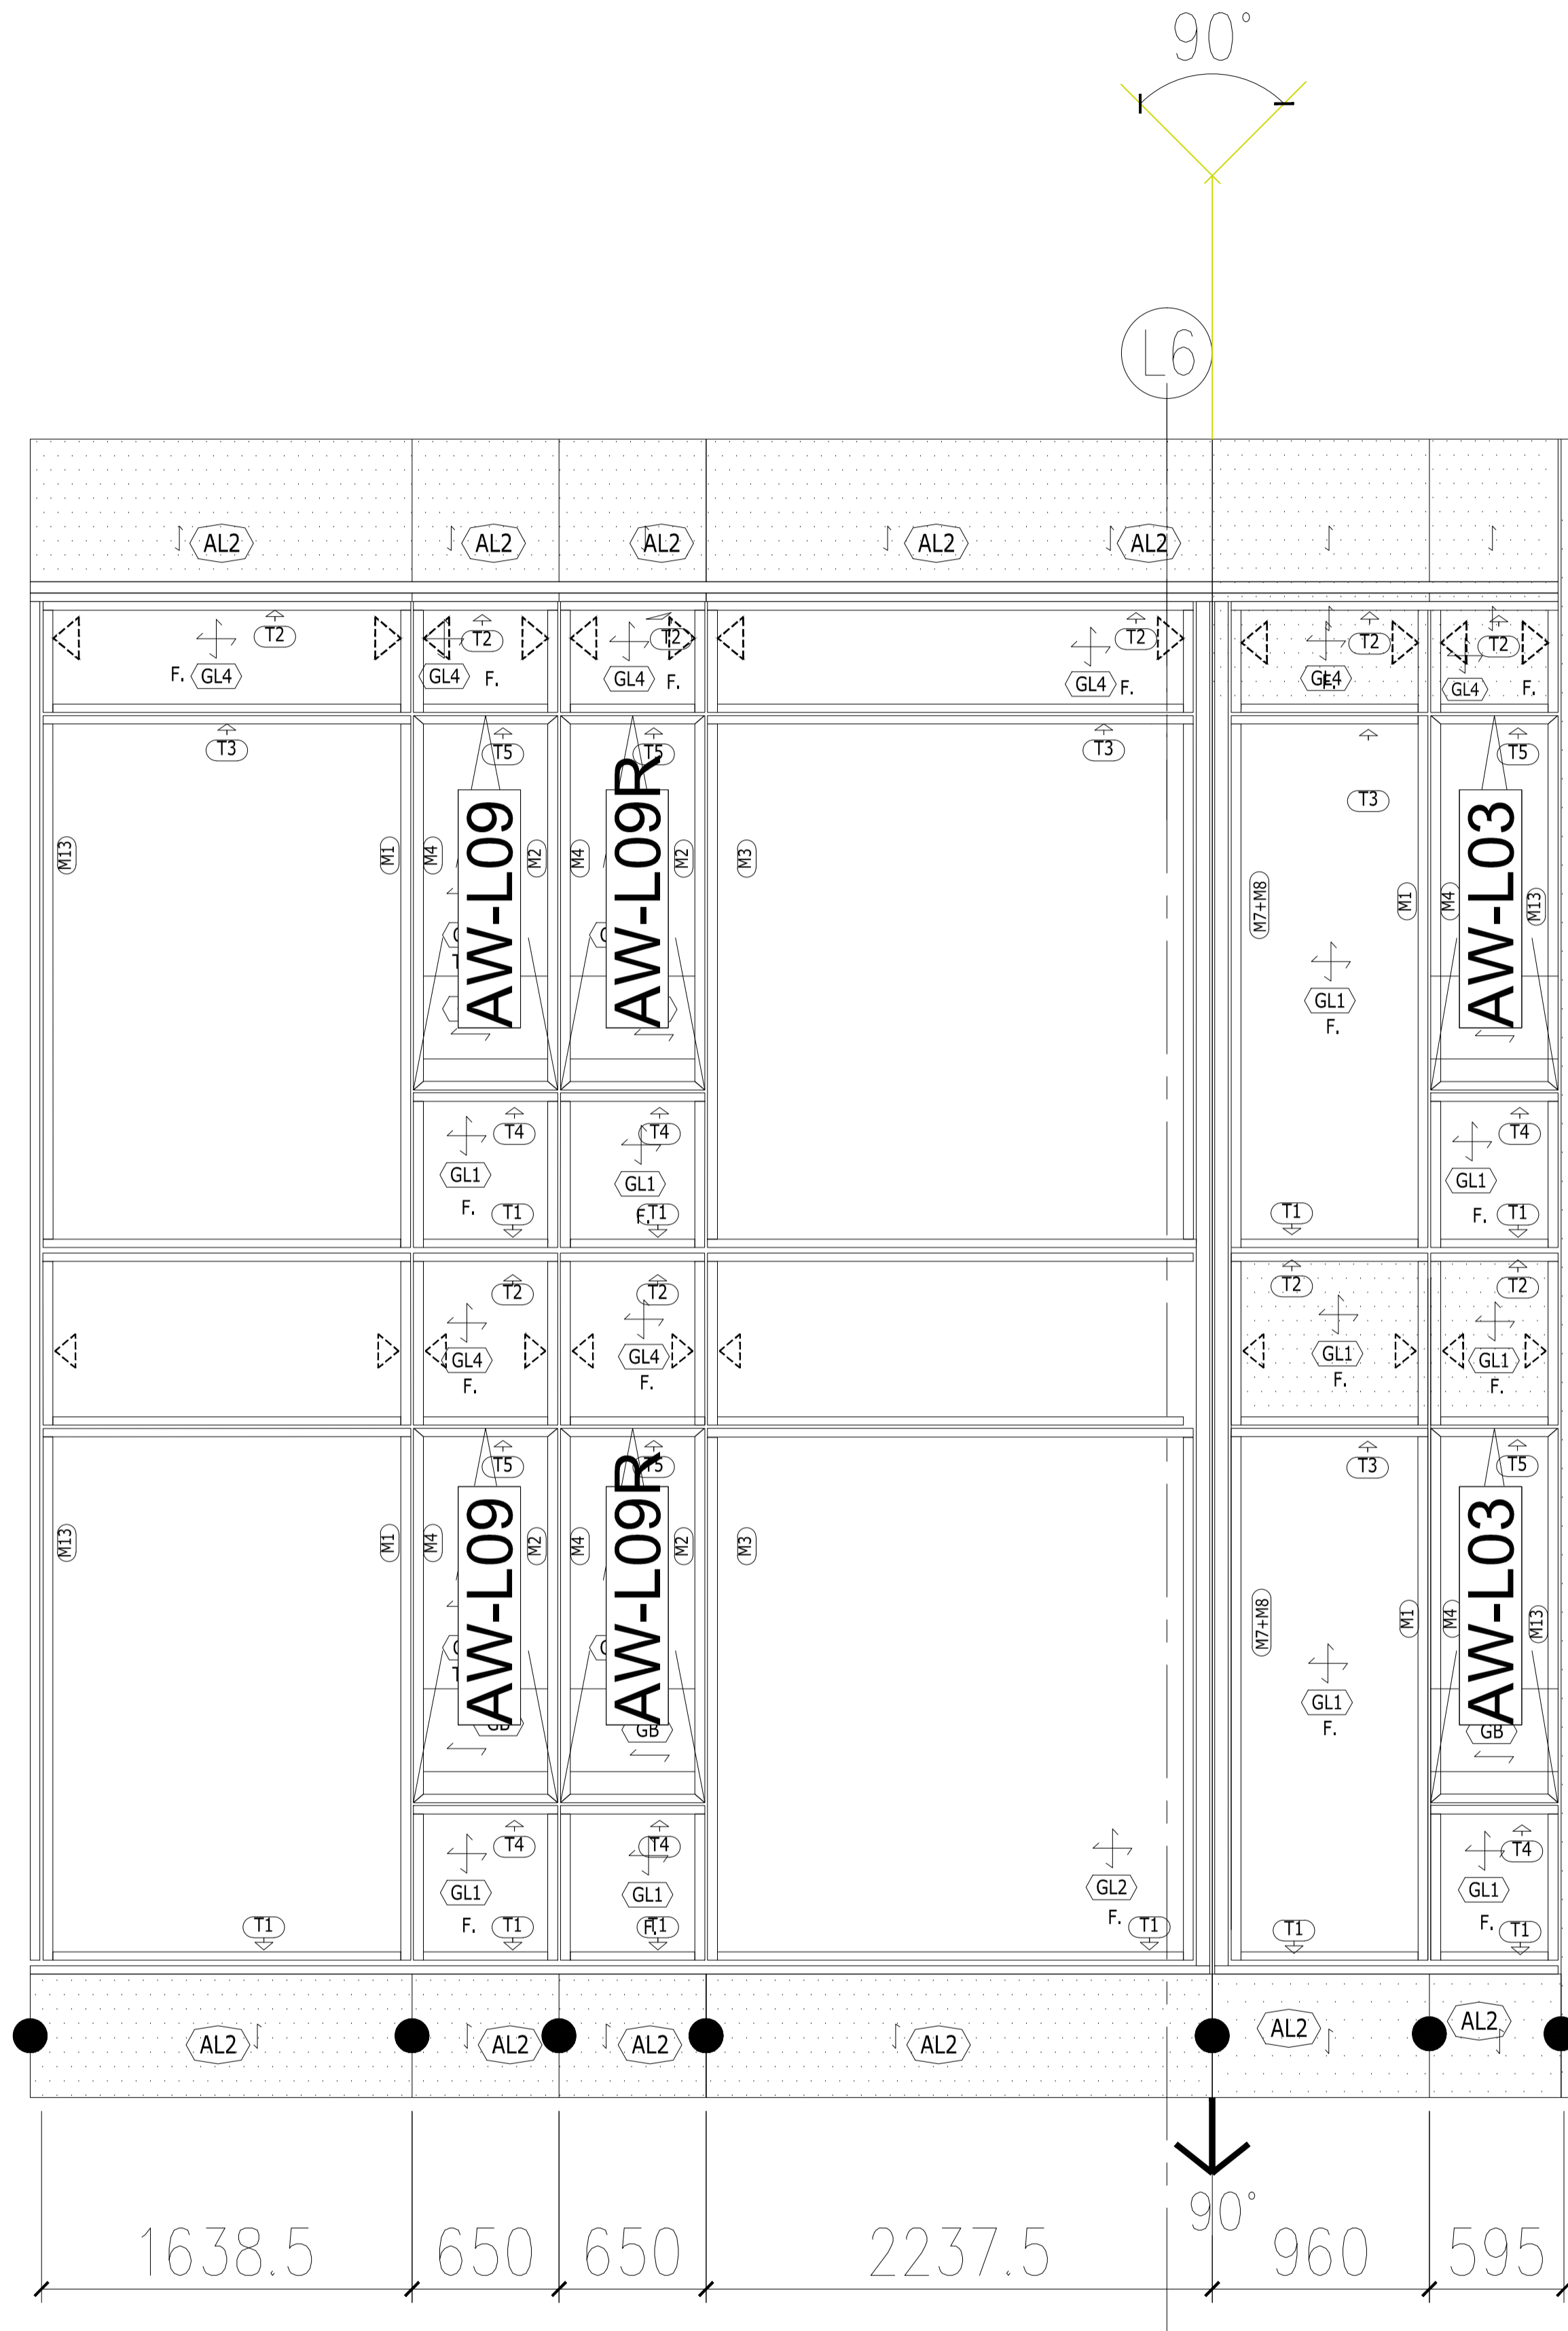 90°
L6
AL2 AL2 AL2 AL2 AL2
T2 T2 T2 T2 T2 T2
F. GL4 GL4 F. GL4 F. GL4 F. GL4 F. GL4 F.
T3 T5 T5 T3 T5
T3
M13 M1 M4 AW-L09 M2 M4 AW-L09R M2 M3 M7+M8 M1 M4 AW-L03 M13
GL1
F.
T4 T4 T4
GL1 GL1 GL1
F. T1 F. T1 T1 F. T1
T2 T2 T2 T2
GL4 GL4 GL1 GL1
F. F. F. F.
T5 T5 T3 T5
M13 M1 M4 AW-L09 M2 M4 AW-L09R M2 M3 M7+M8 M1 M4 AW-L03 M13
GL1
F.
GB GB GB
T4 T4 T4
GL1 GL1 GL2 GL1
T1 F. T1 F. T1 F. T1 T1 F. T1
AL2 AL2 AL2 AL2 AL2 AL2
90°
1638.5 650 650 2237.5 960 595